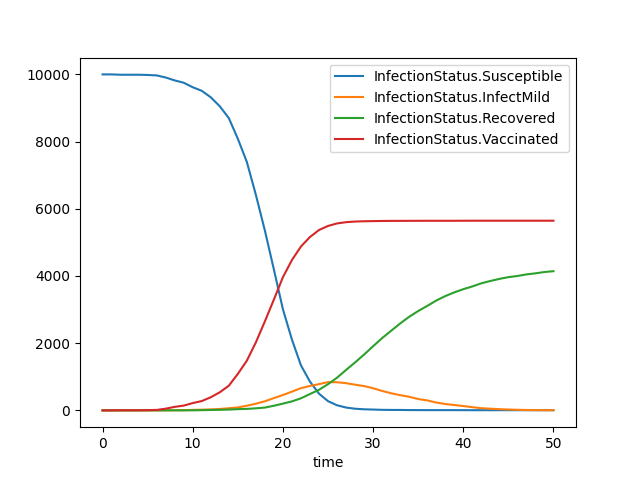 InfectionStatus.Susceptible
InfectionStatus.InfectMild
InfectionStatus.Recovered
InfectionStatus.Vaccinated
10000
8000
6000
4000
2000
0
0 10 20 30 40 50
time